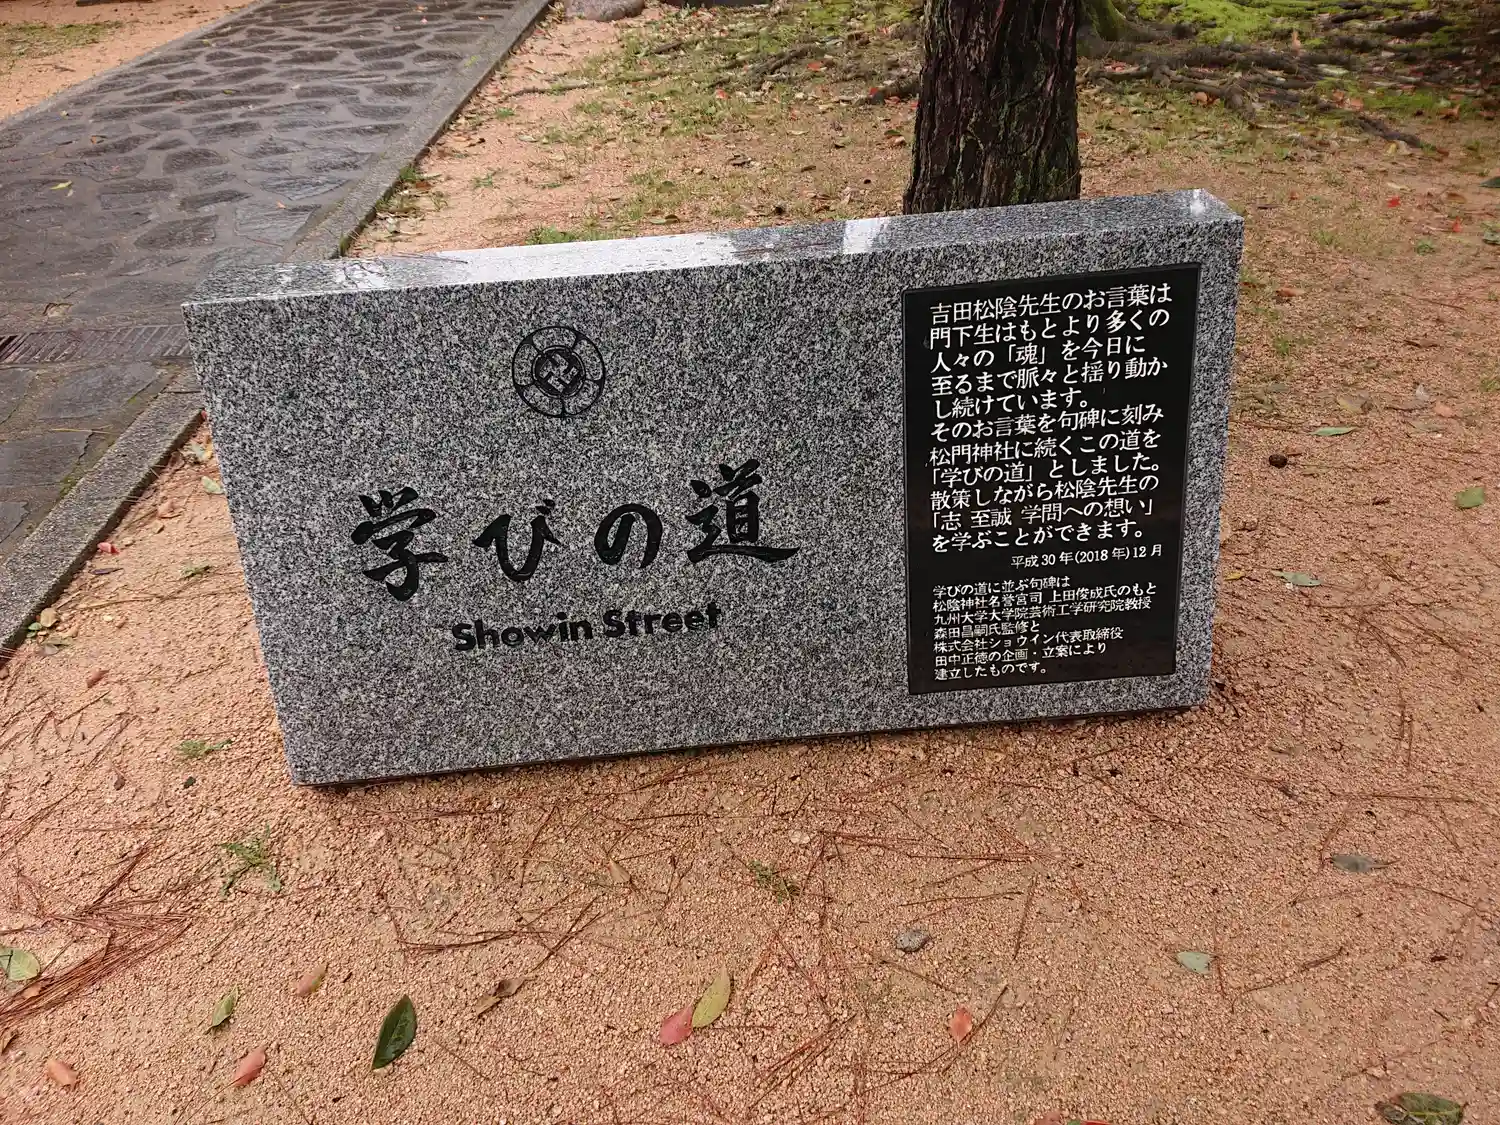 学びの道
Showin Street
吉田松陰先生のお言葉は
門下生はもとより多くの
人々の「魂」を今日に
至るまで脈々と揺り動か
し続けています。
そのお言葉を句碑に刻み
松門神社に続くこの道を
「学びの道」としました。
散策しながら松陰先生の
「志 至誠 学問への想い」
を学ぶことができます。
平成30年(2018年)12月
学びの道に並ぶ句碑は
松陰神社名誉宮司 上田俊成氏のもと
九州大学大学院芸術工学研究院教授
森田昌嗣氏監修と
株式会社ショウイン代表取締役
田中正徳の企画・立案により
建立したものです。